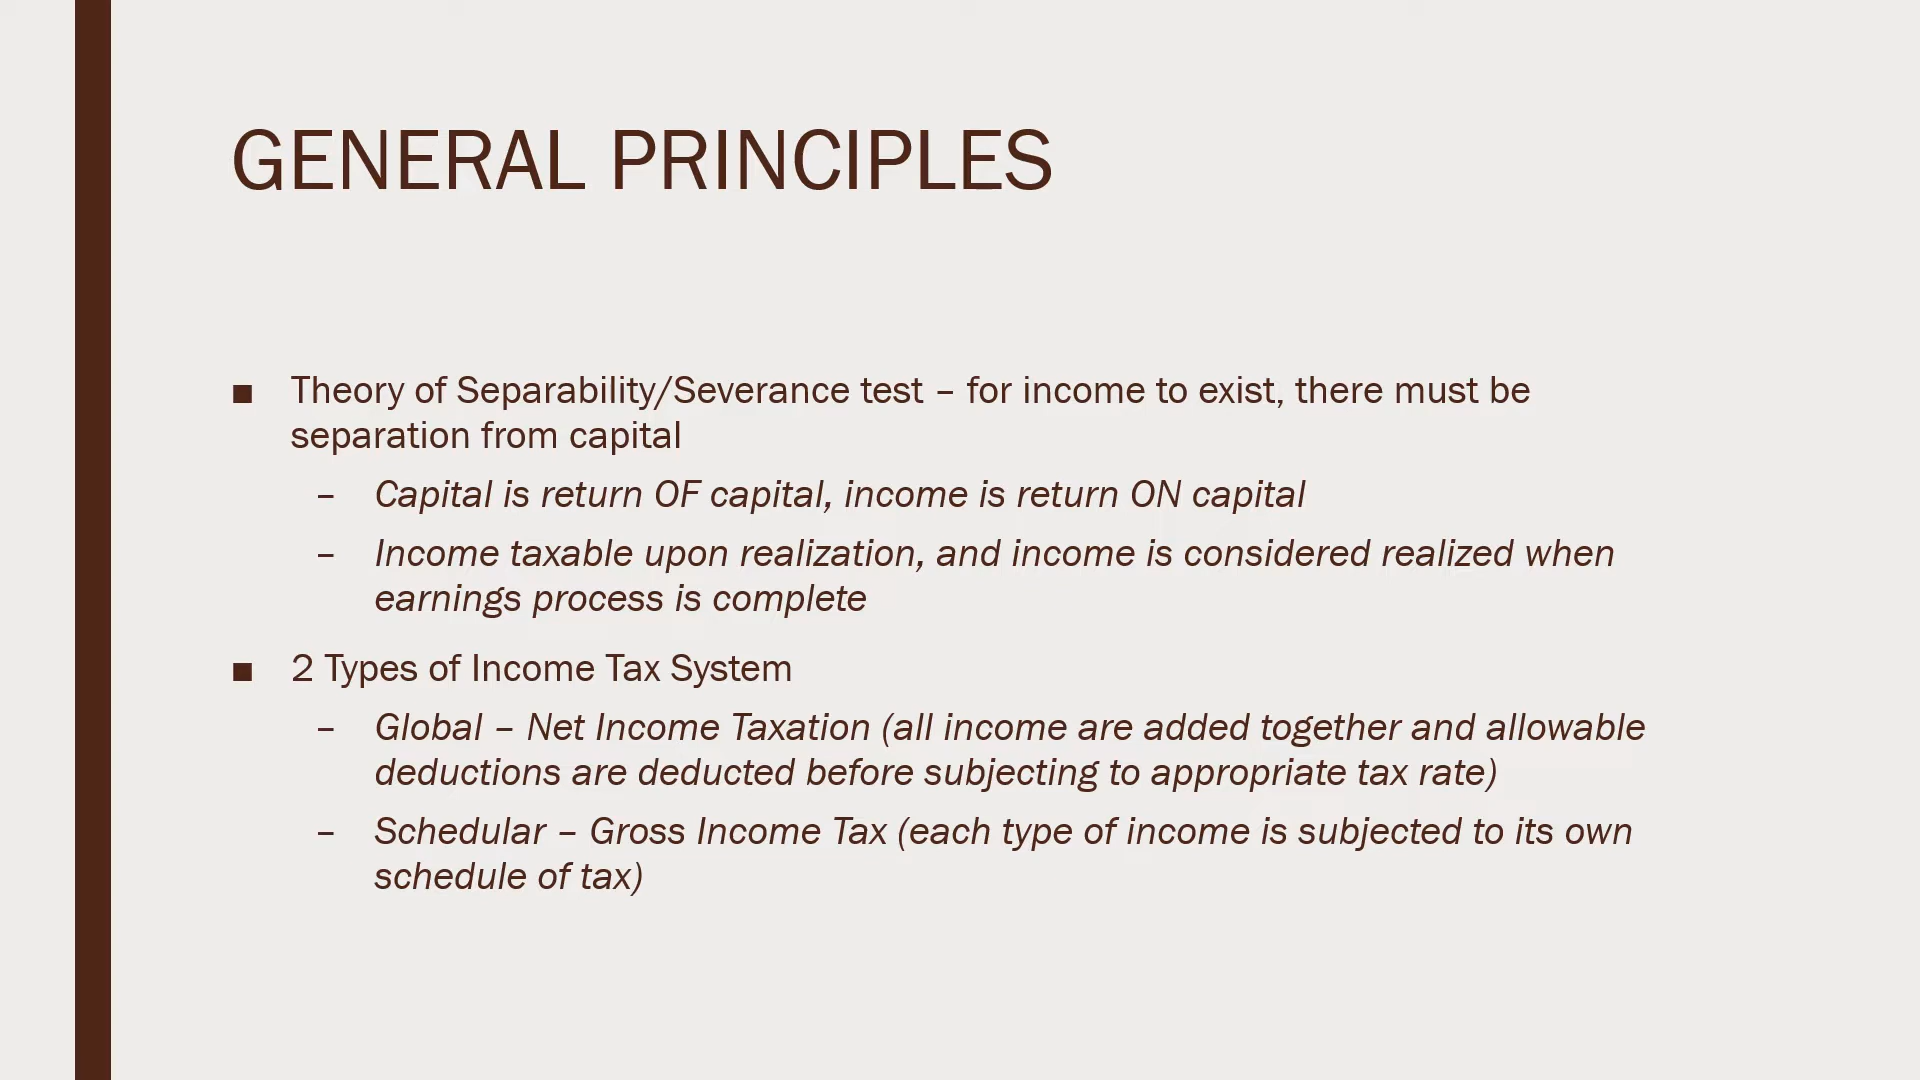 GENERAL PRINCIPLES
■ Theory of Separability/Severance test – for income to exist, there must be
separation from capital
– Capital is return OF capital, income is return ON capital
– Income taxable upon realization, and income is considered realized when
earnings process is complete
■ 2 Types of Income Tax System
– Global – Net Income Taxation (all income are added together and allowable
deductions are deducted before subjecting to appropriate tax rate)
– Schedular – Gross Income Tax (each type of income is subjected to its own
schedule of tax)